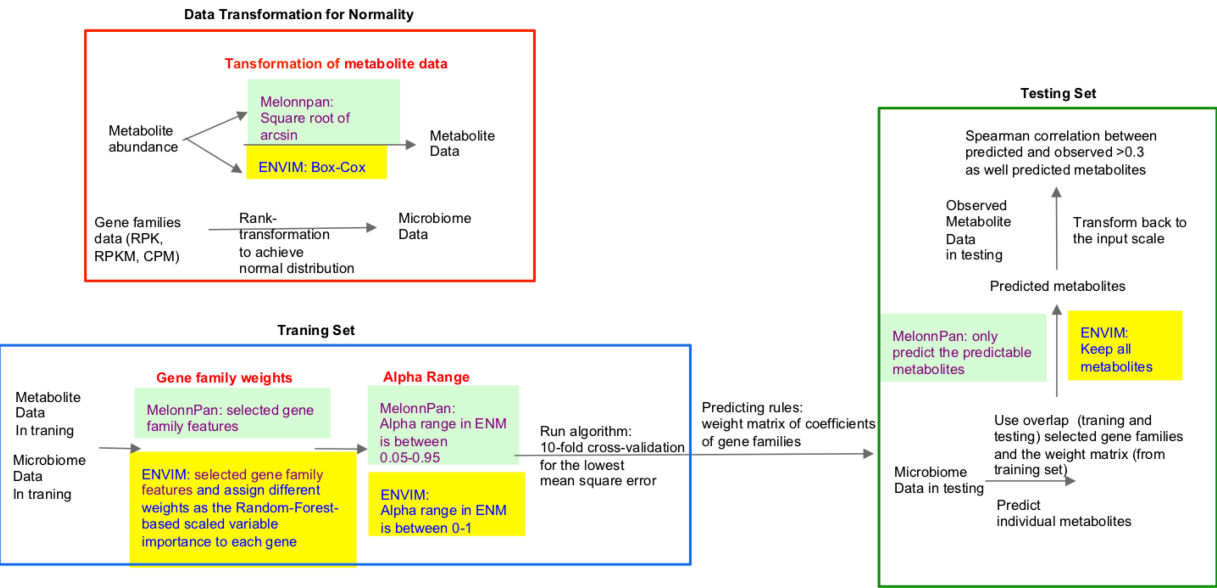 Data Transformation for Normality
Tansformation of metabolite data
Melonnpan:
Square root of
arcsin
Metabolite
abundance
Metabolite
Data
ENVIM: Box-Cox
Gene families
data (RPK,
RPKM, CPM)
Rank-
transformation
to achieve
normal distribution
Microbiome
Data
Traning Set
Metabolite
Data
In traning
Microbiome
Data
In traning
Gene family weights
MelonnPan: selected gene
family features
ENVIM: selected gene family
features and assign different
weights as the Random-Forest-
based scaled variable
importance to each gene
Alpha Range
MelonnPan:
Alpha range in ENM
is between
0.05-0.95
ENVIM:
Alpha range in ENM
is between 0-1
Run algorithm:
10-fold cross-validation
for the lowest
mean square error
Predicting rules:
weight matrix of coefficients
of gene families
Testing Set
Spearman correlation between
predicted and observed >0.3
as well predicted metabolites
Observed
Metabolite
Data
in testing
Transform back to
the input scale
Predicted metabolites
MelonnPan: only
predict the predictable
metabolites
ENVIM:
Keep all
metabolites
Use overlap (traning and
testing) selected gene families
and the weight matrix (from
training set)
Microbiome
Data in testing
Predict
individual metabolites